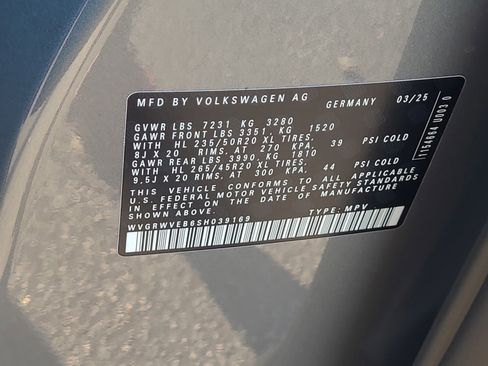 MFD BY VOLKSWAGEN AG GERMANY 03/25
GVWR LBS 7231 KG 3280
GAWR FRONT LBS 3351, KG 1520
WITH HL 235/50R20 XL TIRES,
8J X 20 RIMS, AT 270 KPA, 39 PSI COLD
GAWR REAR LBS 3990, KG 1810
WITH HL 265/45R20 XL TIRES,
9.5J X 20 RIMS, AT 300 KPA, 44 PSI COLD
THIS VEHICLE CONFORMS TO ALL APPLICABLE
U.S. FEDERAL MOTOR VEHICLE SAFETY STANDARDS
IN EFFECT ON THE DATE OF MANUFACTURE
SHOWN ABOVE.
WVGRWVEB6SH039169 TYPE: MPV
1154664 U003.0